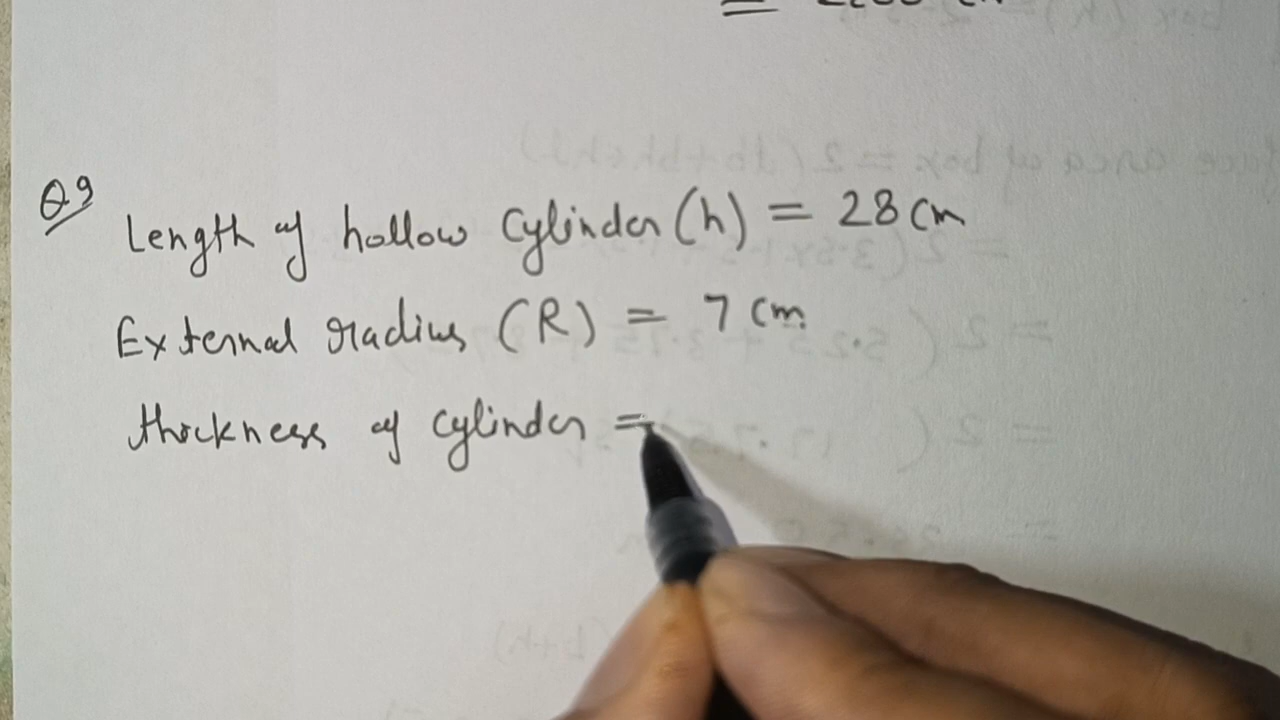 Q9
Length of hollow Cylinder (h) = 28 cm
External radius (R) = 7 cm
thickness of cylinder =